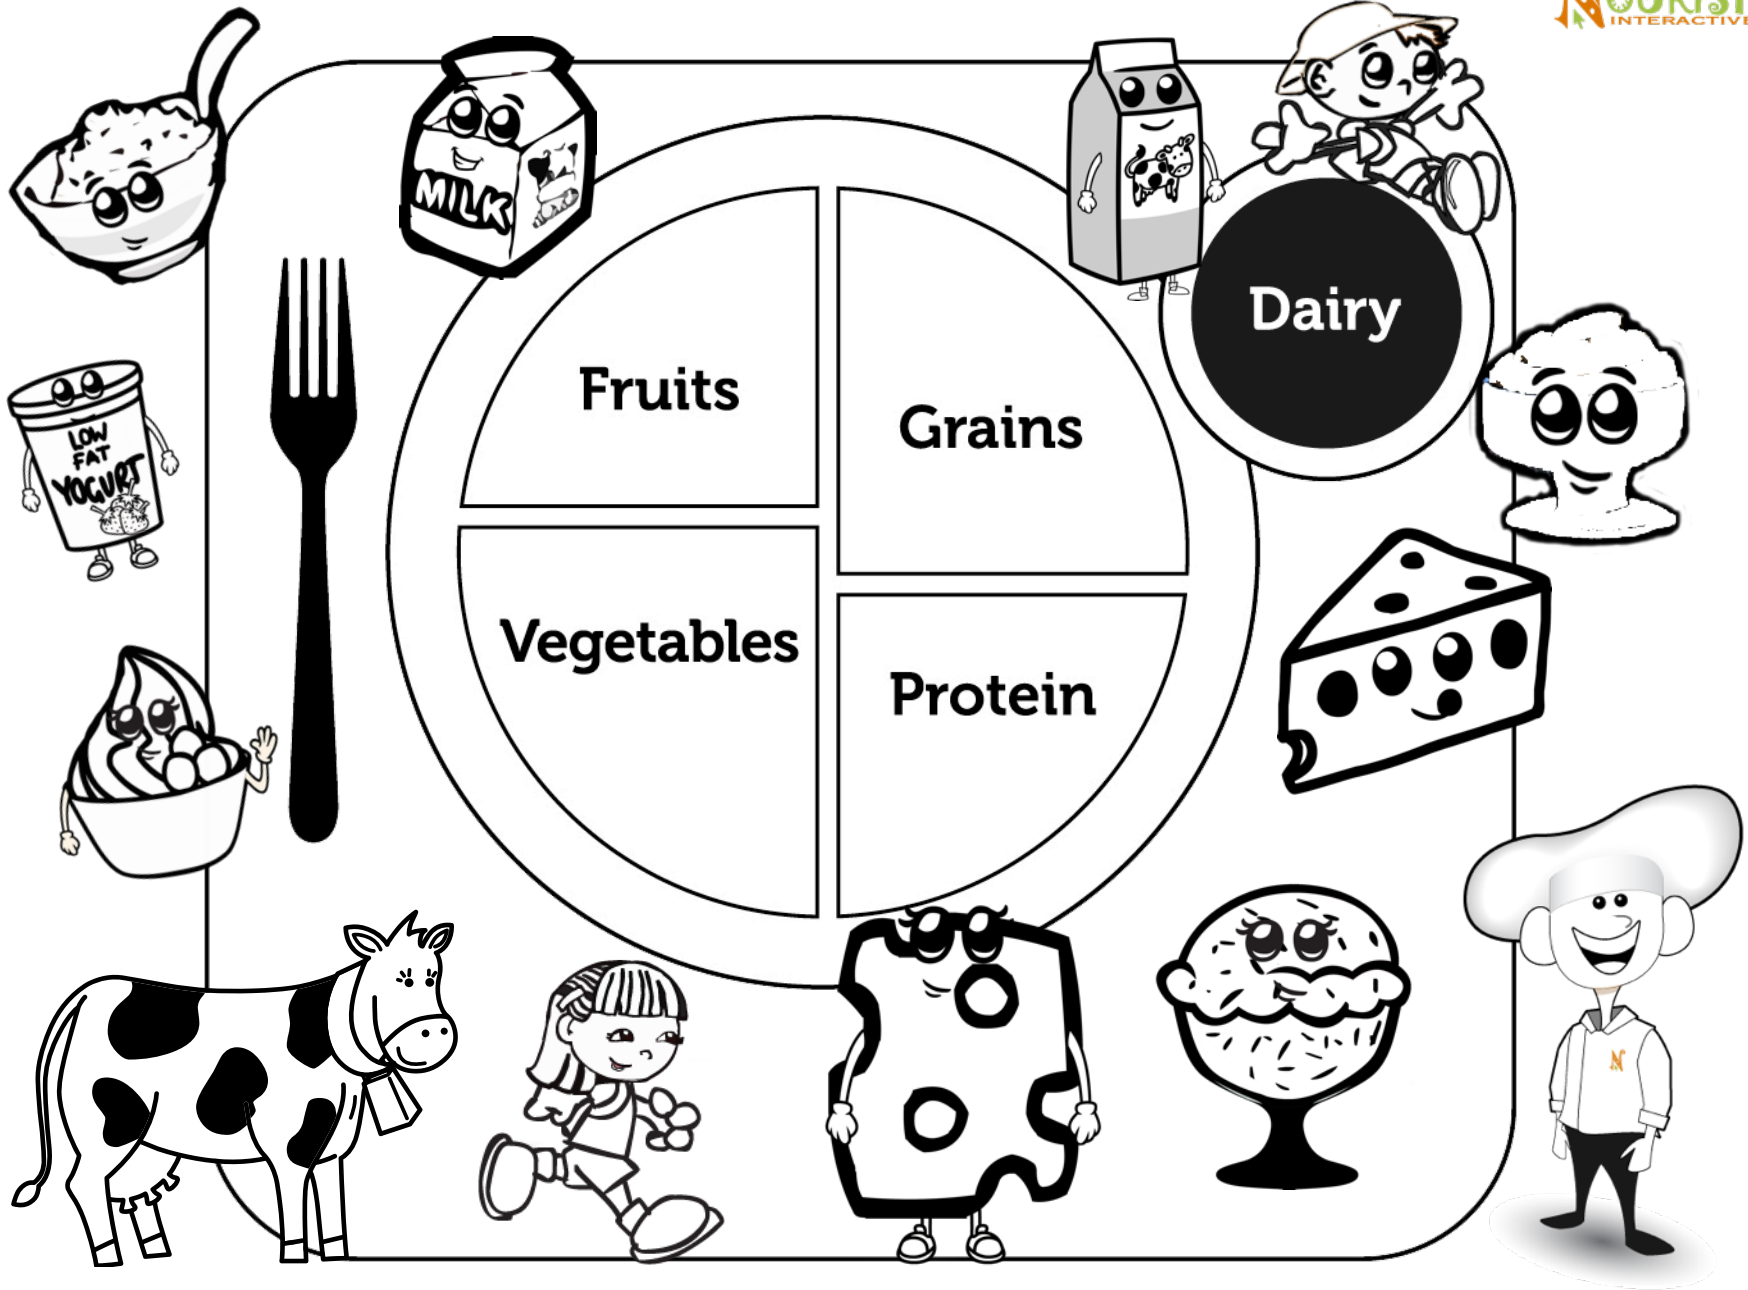 INTERACTIVE
MILK
Dairy
Fruits
Grains
LOW
FAT
YOGURT
Vegetables
Protein
N